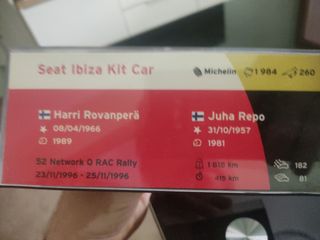 Seat Ibiza Kit Car
Michelin 1 984 260
Harri Rovanperä
08/04/1966
1989
Juha Repo
31/10/1957
1981
52 Network Q RAC Rally
23/11/1996 - 25/11/1996
1 618 km 182
415 km 81